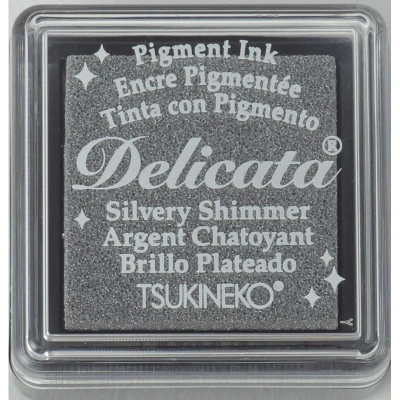 Pigment Ink
Encre Pigmentée
Tinta con Pigmento
Delicata®
Silvery Shimmer
Argent Chatoyant
Brillo Plateado
TSUKINEKO®